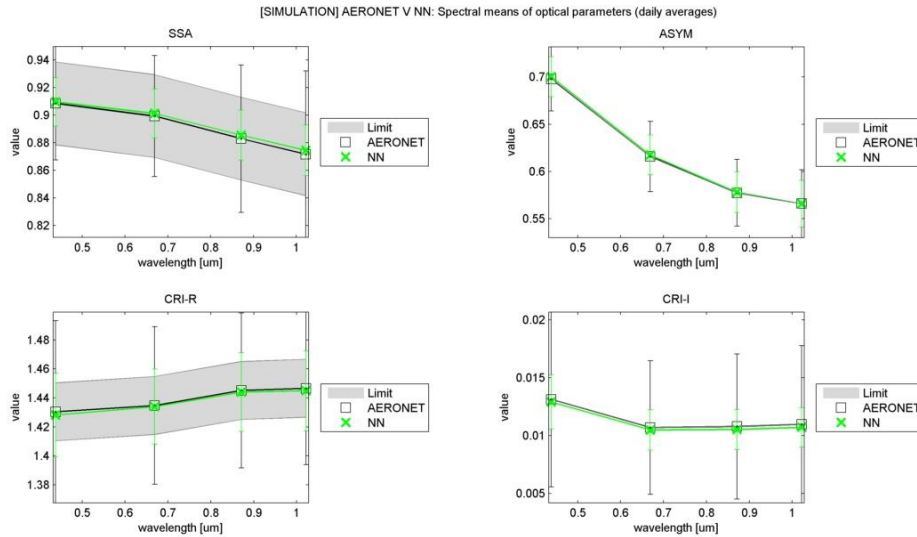 [SIMULATION] AERONET V NN: Spectral means of optical parameters (daily averages)
SSA
0.94
0.92
0.9
0.88
0.86
0.84
0.82
value
0.5 0.6 0.7 0.8 0.9 1
wavelength [um]
Limit
AERONET
NN
ASYM
0.7
0.65
0.6
0.55
value
0.5 0.6 0.7 0.8 0.9 1
wavelength [um]
Limit
AERONET
NN
CRI-R
1.48
1.46
1.44
1.42
1.4
1.38
value
0.5 0.6 0.7 0.8 0.9 1
wavelength [um]
Limit
AERONET
NN
CRI-I
0.02
0.015
0.01
0.005
value
0.5 0.6 0.7 0.8 0.9 1
wavelength [um]
Limit
AERONET
NN